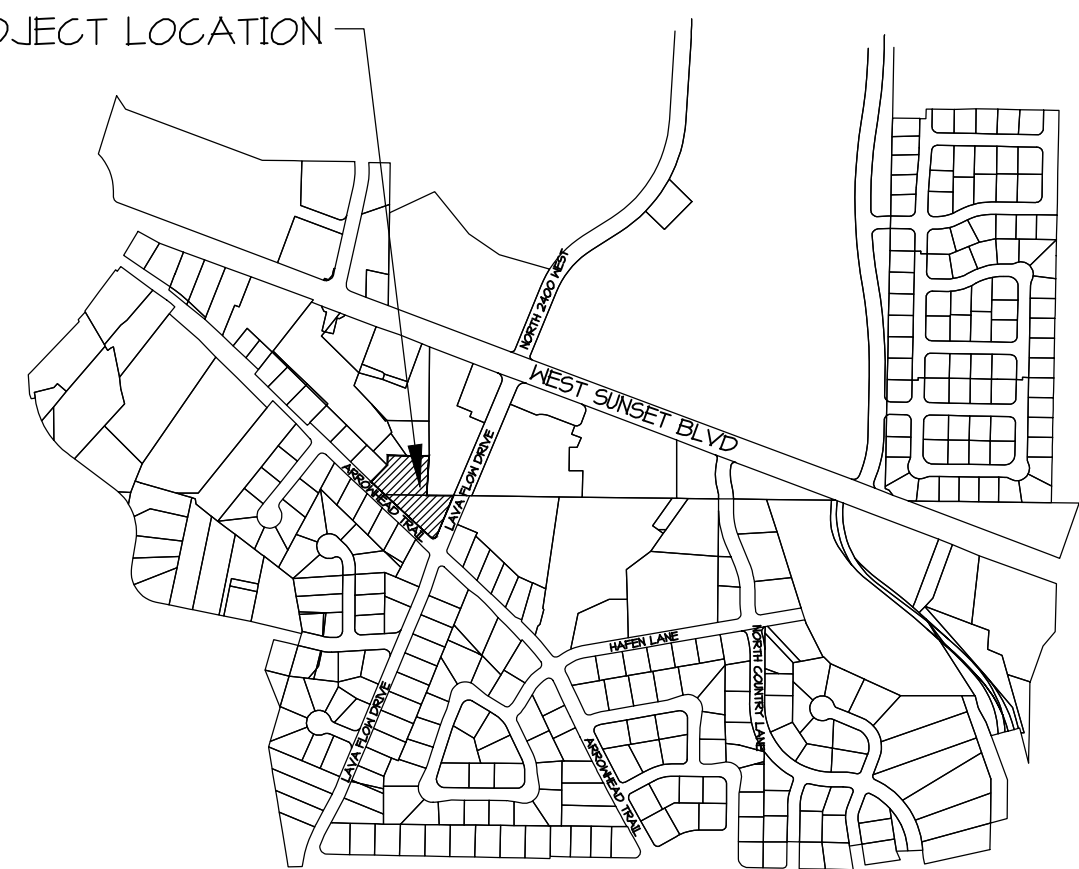 OJECT LOCATION
NORTH 2400 WEST
WEST SUNSET BLVD
LAVA FLOW DRIVE
ARROWHEAD TRAIL
HAFEN LANE
NORTH COUNTRY LANE
LAVA FLOW DRIVE
ARROWHEAD TRAIL